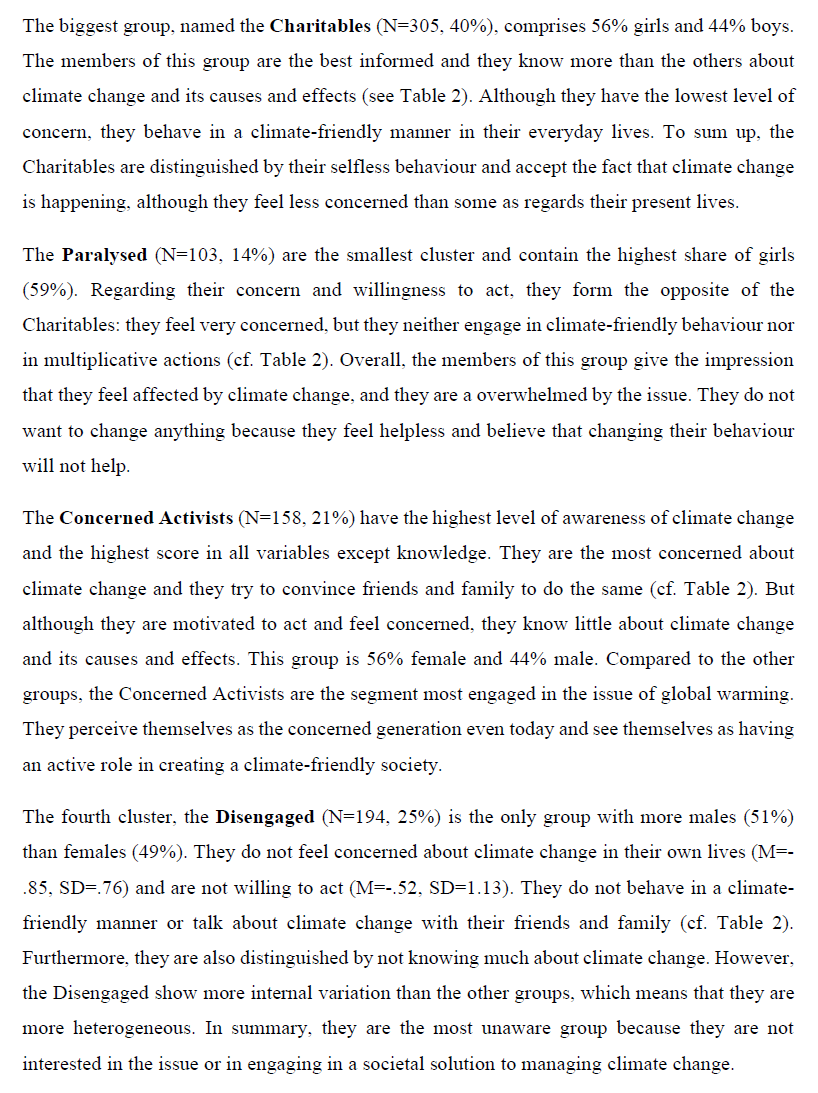 The biggest group, named the Charitables (N=305, 40%), comprises 56% girls and 44% boys.
The members of this group are the best informed and they know more than the others about
climate change and its causes and effects (see Table 2). Although they have the lowest level of
concern, they behave in a climate-friendly manner in their everyday lives. To sum up, the
Charitables are distinguished by their selfless behaviour and accept the fact that climate change
is happening, although they feel less concerned than some as regards their present lives.
The Paralysed (N=103, 14%) are the smallest cluster and contain the highest share of girls
(59%). Regarding their concern and willingness to act, they form the opposite of the
Charitables: they feel very concerned, but they neither engage in climate-friendly behaviour nor
in multiplicative actions (cf. Table 2). Overall, the members of this group give the impression
that they feel affected by climate change, and they are a overwhelmed by the issue. They do not
want to change anything because they feel helpless and believe that changing their behaviour
will not help.
The Concerned Activists (N=158, 21%) have the highest level of awareness of climate change
and the highest score in all variables except knowledge. They are the most concerned about
climate change and they try to convince friends and family to do the same (cf. Table 2). But
although they are motivated to act and feel concerned, they know little about climate change
and its causes and effects. This group is 56% female and 44% male. Compared to the other
groups, the Concerned Activists are the segment most engaged in the issue of global warming.
They perceive themselves as the concerned generation even today and see themselves as having
an active role in creating a climate-friendly society.
The fourth cluster, the Disengaged (N=194, 25%) is the only group with more males (51%)
than females (49%). They do not feel concerned about climate change in their own lives (M=-
.85, SD=.76) and are not willing to act (M=-.52, SD=1.13). They do not behave in a climate-
friendly manner or talk about climate change with their friends and family (cf. Table 2).
Furthermore, they are also distinguished by not knowing much about climate change. However,
the Disengaged show more internal variation than the other groups, which means that they are
more heterogeneous. In summary, they are the most unaware group because they are not
interested in the issue or in engaging in a societal solution to managing climate change.